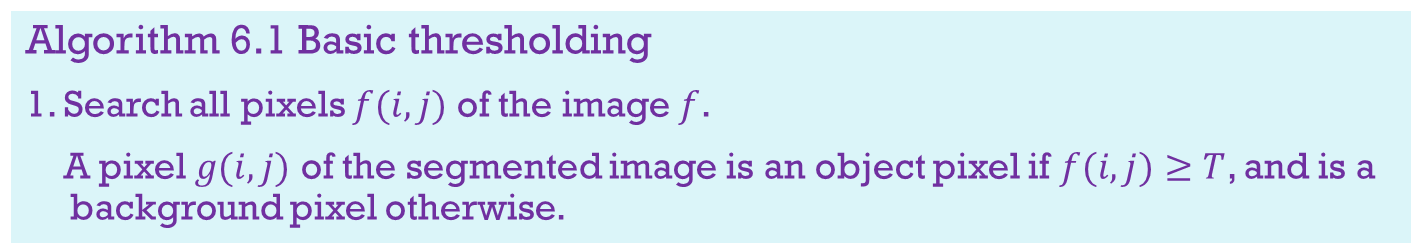 Algorithm 6.1 Basic thresholding
1. Search all pixels f(i,j) of the image f.
A pixel g(i,j) of the segmented image is an object pixel if f(i,j) ≥ T, and is a
background pixel otherwise.